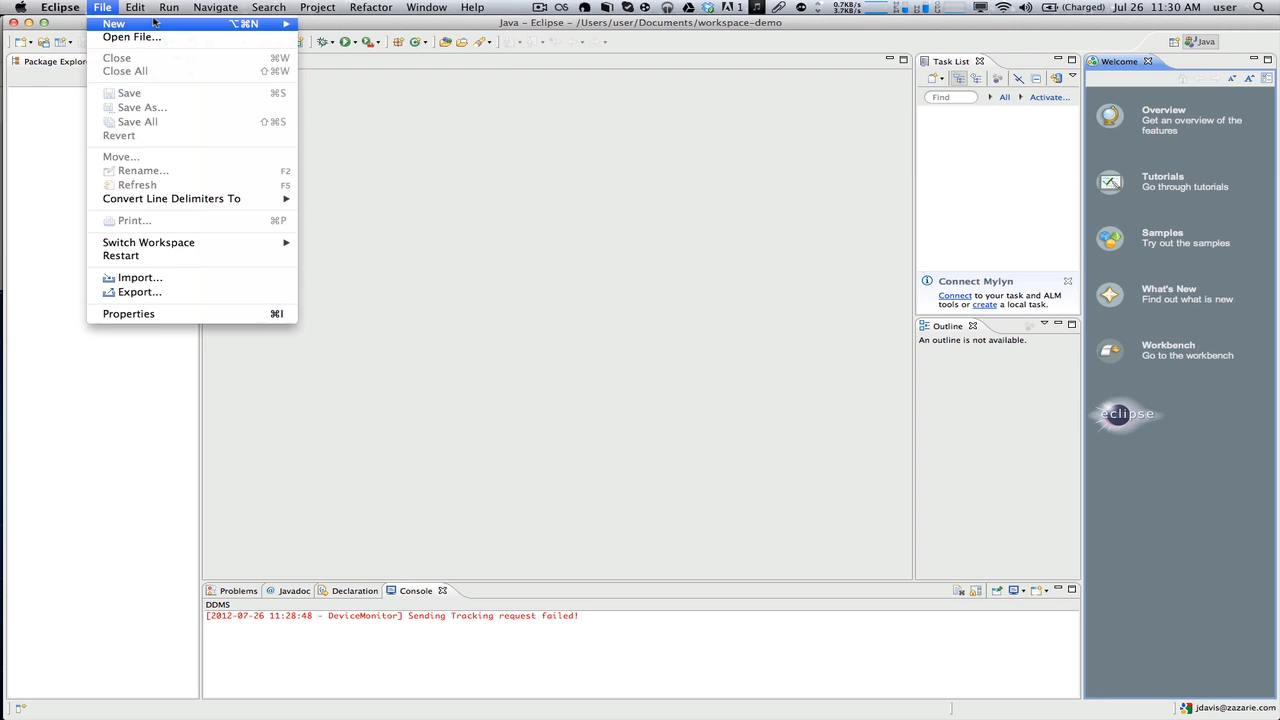 Eclipse File Edit Run Navigate Search Project Refactor Window Help
1 3.7KB/s (Charged) Jul 26 11:30 AM user
Java - Eclipse - /Users/user/Documents/workspace-demo
New ⌥⌘N
Open File...
Close ⌘W
Close All ⇧⌘W
Save ⌘S
Save As...
Save All ⇧⌘S
Revert
Move...
Rename... F2
Refresh F5
Convert Line Delimiters To
Print... ⌘P
Switch Workspace
Restart
Import...
Export...
Properties ⌘I
Java
Package Explor
Task List
Find All Activate...
Connect Mylyn
Connect to your task and ALM
tools or create a local task.
Outline
An outline is not available.
Welcome
Overview
Get an overview of the
features
Tutorials
Go through tutorials
Samples
Try out the samples
What's New
Find out what is new
Workbench
Go to the workbench
eclipse
Problems Javadoc Declaration Console
DDMS
[2012-07-26 11:28:48 - DeviceMonitor] Sending Tracking request failed!
jdavis@zazarie.com